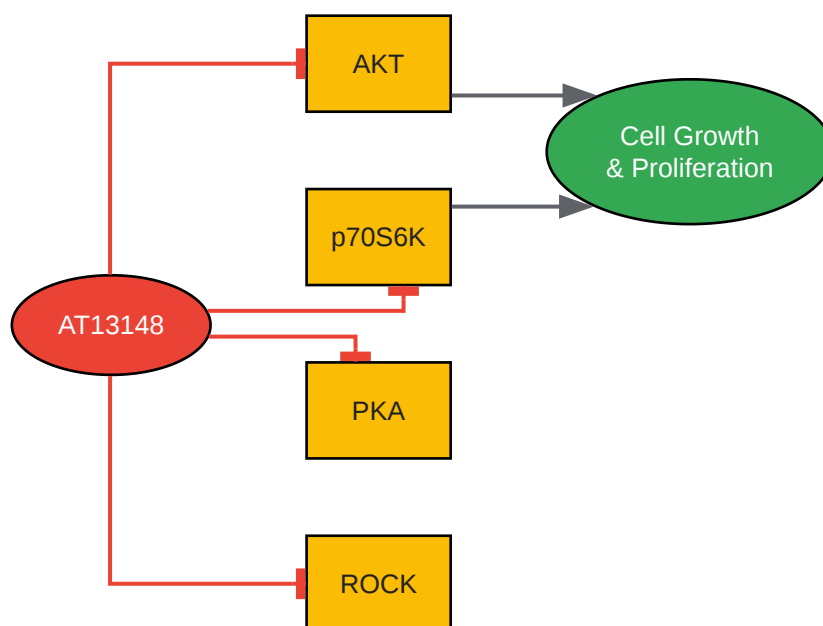 AKT
Cell Growth
& Proliferation
p70S6K
AT13148
PKA
ROCK